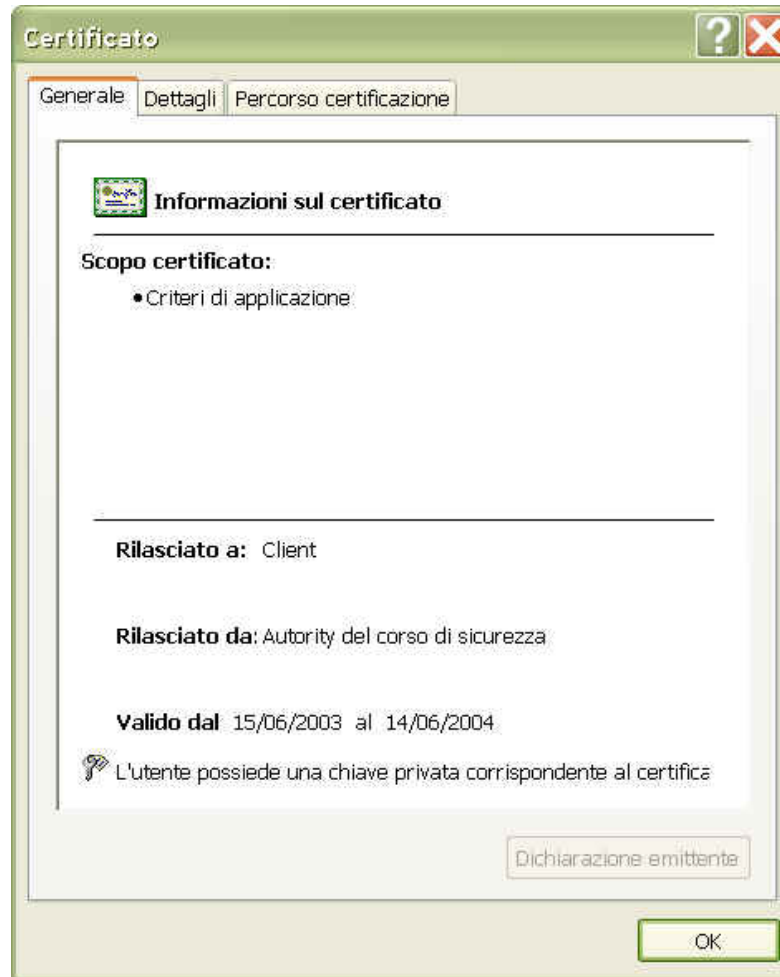 Certificato
Generale Dettagli Percorso certificazione
Informazioni sul certificato
Scopo certificato:
•Criteri di applicazione
Rilasciato a: Client
Rilasciato da: Autority del corso di sicurezza
Valido dal 15/06/2003 al 14/06/2004
L'utente possiede una chiave privata corrispondente al certifica
Dichiarazione emittente
OK